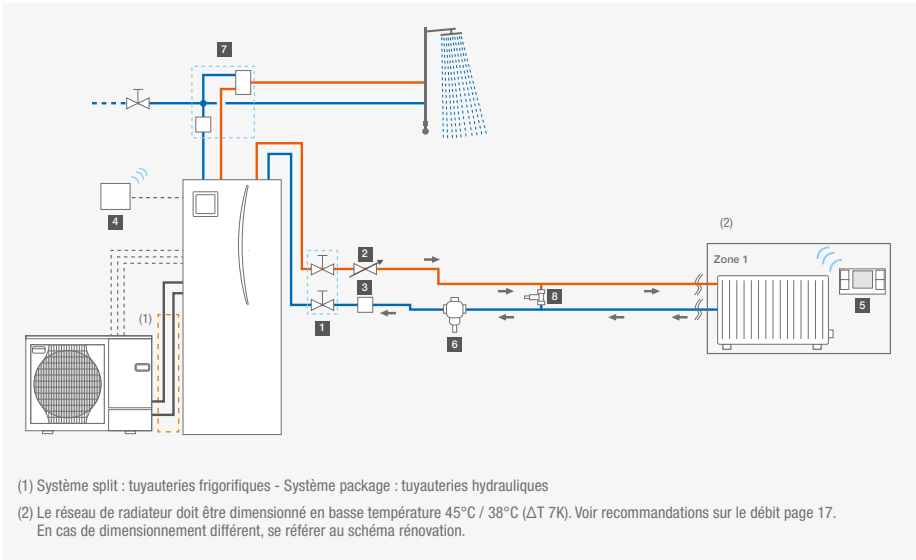 7
4
(2)
Zone 1
2
3
8
5
1
6
(1)
(1) Système split : tuyauteries frigorifiques - Système package : tuyauteries hydrauliques
(2) Le réseau de radiateur doit être dimensionné en basse température 45°C / 38°C (ΔT 7K). Voir recommandations sur le débit page 17.
En cas de dimensionnement différent, se référer au schéma rénovation.